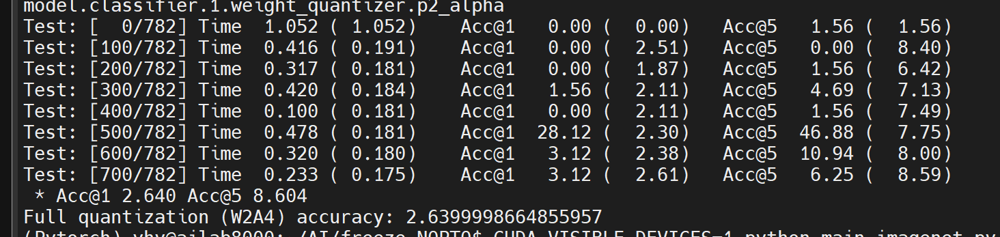 model.classifier.1.weight_quantizer.p2_alpha
Test: [  0/782] Time  1.052 ( 1.052)    Acc@1   0.00 (  0.00)   Acc@5   1.56 (  1.56)
Test: [100/782] Time  0.416 ( 0.191)    Acc@1   0.00 (  2.51)   Acc@5   0.00 (  8.40)
Test: [200/782] Time  0.317 ( 0.181)    Acc@1   0.00 (  1.87)   Acc@5   1.56 (  6.42)
Test: [300/782] Time  0.420 ( 0.184)    Acc@1   1.56 (  2.11)   Acc@5   4.69 (  7.13)
Test: [400/782] Time  0.100 ( 0.181)    Acc@1   0.00 (  2.11)   Acc@5   1.56 (  7.49)
Test: [500/782] Time  0.478 ( 0.181)    Acc@1  28.12 (  2.30)   Acc@5  46.88 (  7.75)
Test: [600/782] Time  0.320 ( 0.180)    Acc@1   3.12 (  2.38)   Acc@5  10.94 (  8.00)
Test: [700/782] Time  0.233 ( 0.175)    Acc@1   3.12 (  2.61)   Acc@5   6.25 (  8.59)
 * Acc@1 2.640 Acc@5 8.604
Full quantization (W2A4) accuracy: 2.6399998664855957
CUDA_VISIBLE_DEVICES=1 python